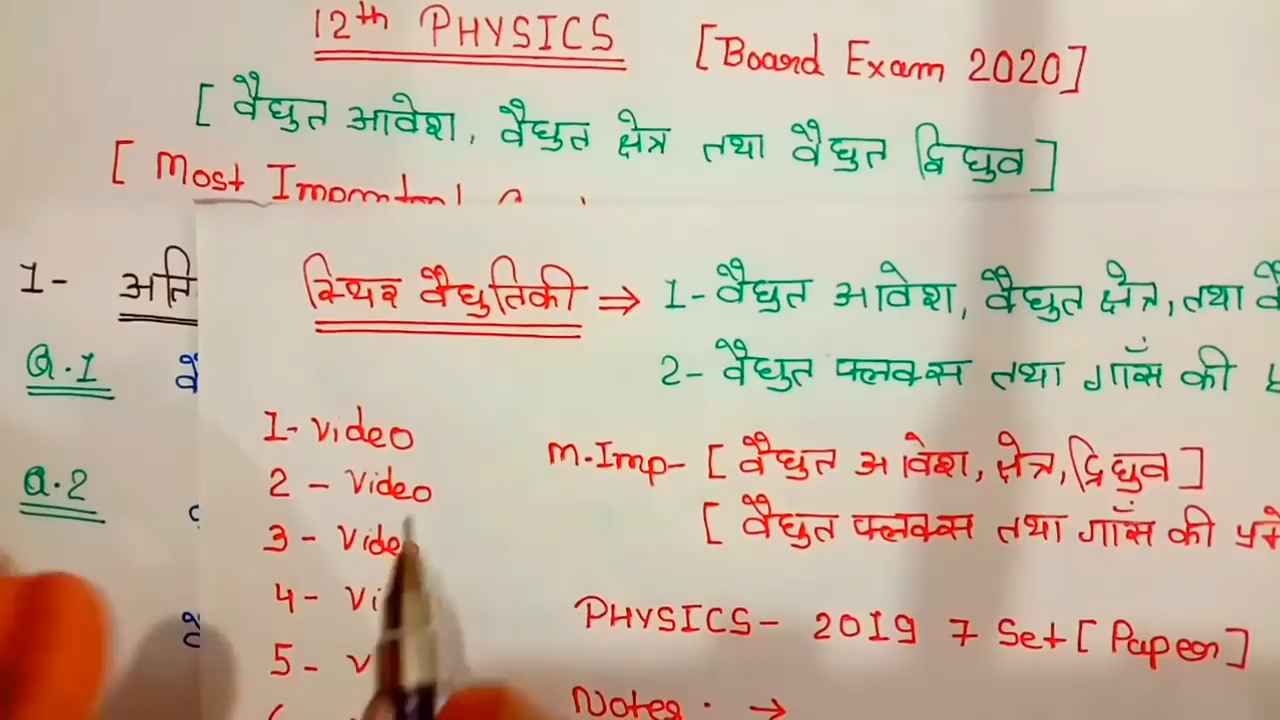 12th PHYSICS [Board Exam 2020]
[वैधुत आवेश, वैधुत क्षेत्र तथा वैधुत द्विधुव]
[Most
1-
स्थिर वैधुतिकी ⇒ 1- वैधुत आवेश, वैधुत क्षेत्र, तथा
Q.1
2- वैधुत फ्लक्स तथा गॉस की
1- Video
m.Imp- [वैधुत आवेश, क्षेत्र, द्विधुव]
Q.2
2 - Video
[वैधुत फ्लक्स तथा गॉस की
3 -
4 -
PHYSICS- 2019 7 Set [Paper]
5 -
Notes. →